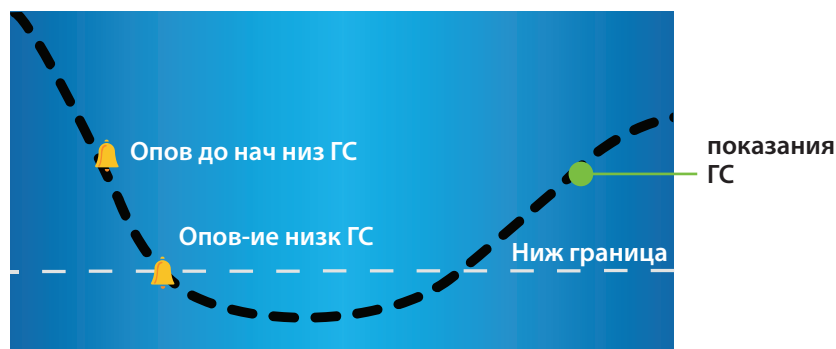 Опов до нач низ ГС
показания
ГС
Опов-ие низк ГС
Ниж граница